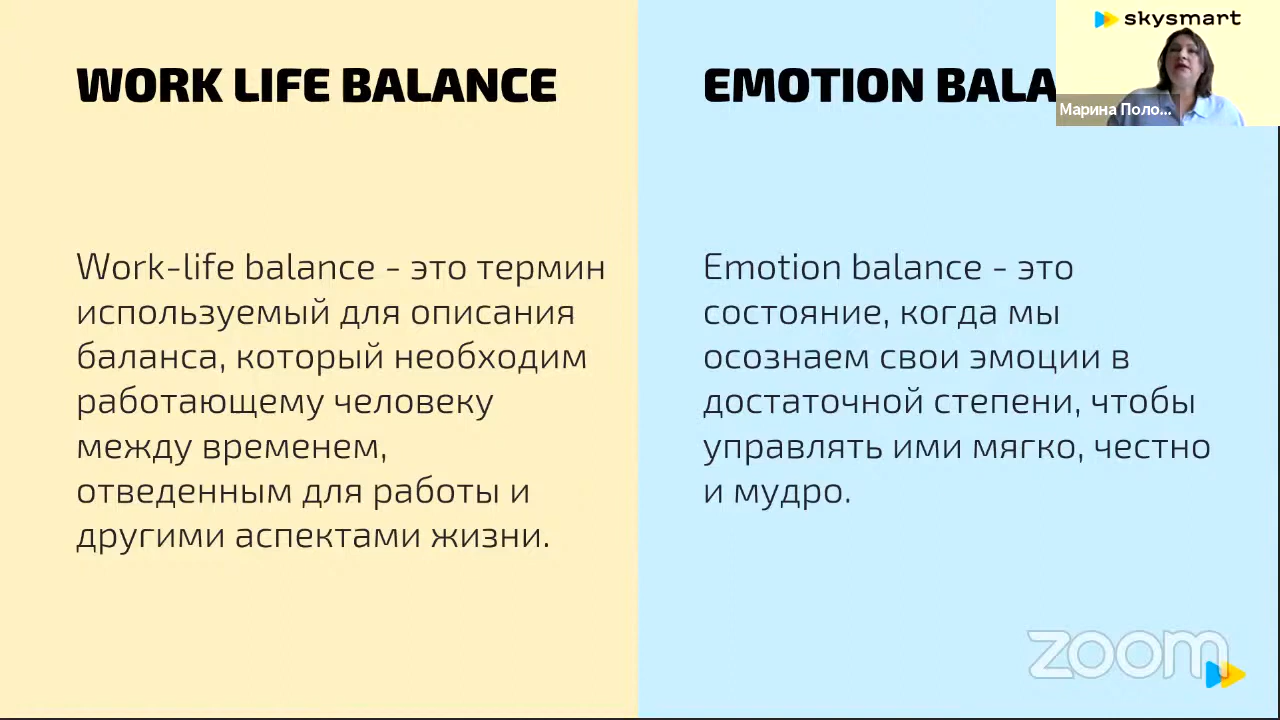 WORK LIFE BALANCE
Work-life balance - это термин
используемый для описания
баланса, который необходим
работающему человеку
между временем,
отведенным для работы и
другими аспектами жизни.
EMOTION BALA
Emotion balance - это
состояние, когда мы
осознаем свои эмоции в
достаточной степени, чтобы
управлять ими мягко, честно
и мудро.
skysmart
Марина Поло...
zoom